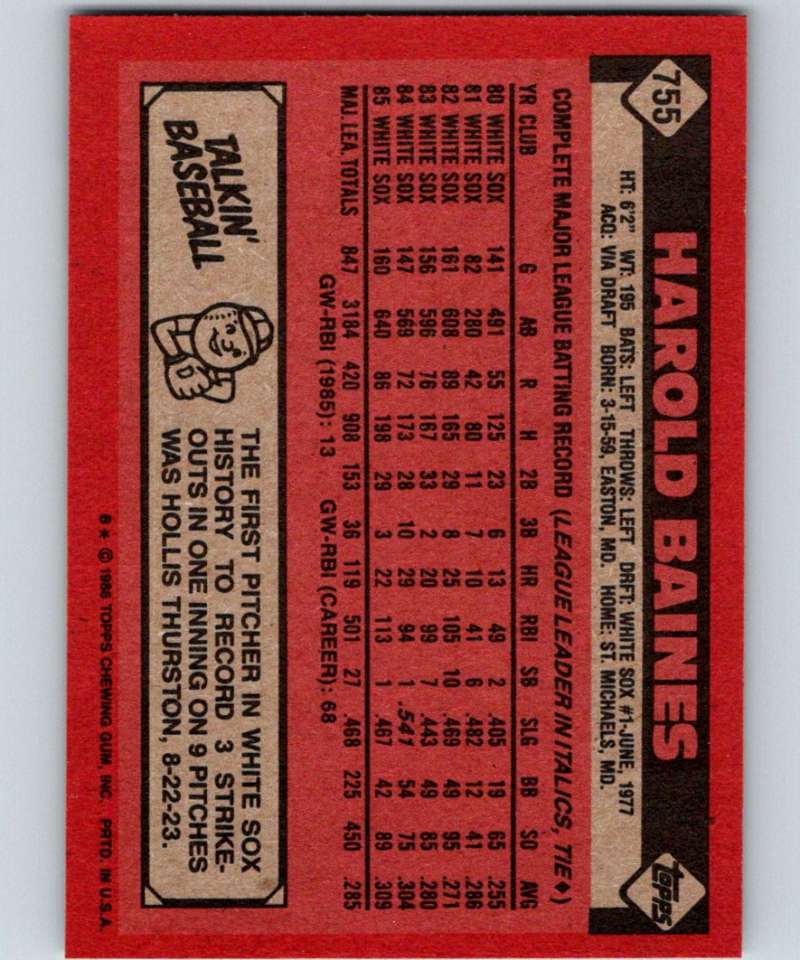 755
HAROLD BAINES
TOPPS
HT: 6'2" WT: 195 BATS: LEFT THROWS: LEFT DRFT: WHITE SOX #1-JUNE, 1977
ACQ: VIA DRAFT BORN: 3-15-59, EASTON, MD. HOME: ST. MICHAELS, MD.
COMPLETE MAJOR LEAGUE BATTING RECORD (LEAGUE LEADER IN ITALICS, TIE♦)
YR CLUB G AB R H 2B 3B HR RBI SB SLG BB SO AVG
80 WHITE SOX 141 491 55 125 23 6 13 49 2 .405 19 65 .255
81 WHITE SOX 82 280 42 80 11 7 10 41 6 .482 12 41 .286
82 WHITE SOX 161 608 89 165 29 8 25 105 10 .469 49 95 .271
83 WHITE SOX 156 596 76 167 33 2 20 99 7 .443 49 85 .280
84 WHITE SOX 147 569 72 173 28 10 29 94 1 .541 54 75 .304
85 WHITE SOX 160 640 86 198 29 3 22 113 1 .467 42 89 .309
MAJ. LEA. TOTALS 847 3184 420 908 153 36 119 501 27 .468 225 450 .285
GW-RBI (1985): 13 GW-RBI (CAREER): 68
TALKIN'
BASEBALL
THE FIRST PITCHER IN WHITE SOX
HISTORY TO RECORD 3 STRIKE-
OUTS IN ONE INNING ON 9 PITCHES
WAS HOLLIS THURSTON, 8-22-23.
8* © 1986 TOPPS CHEWING GUM, INC. PRTD. IN U.S.A.